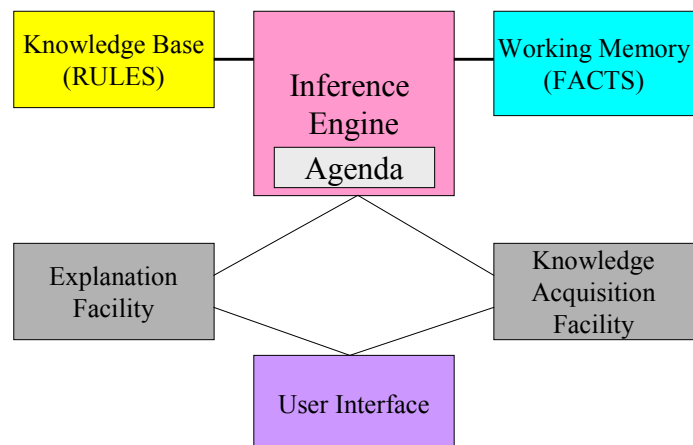 Knowledge Base
(RULES)
Inference
Engine
Agenda
Working Memory
(FACTS)
Explanation
Facility
Knowledge
Acquisition
Facility
User Interface